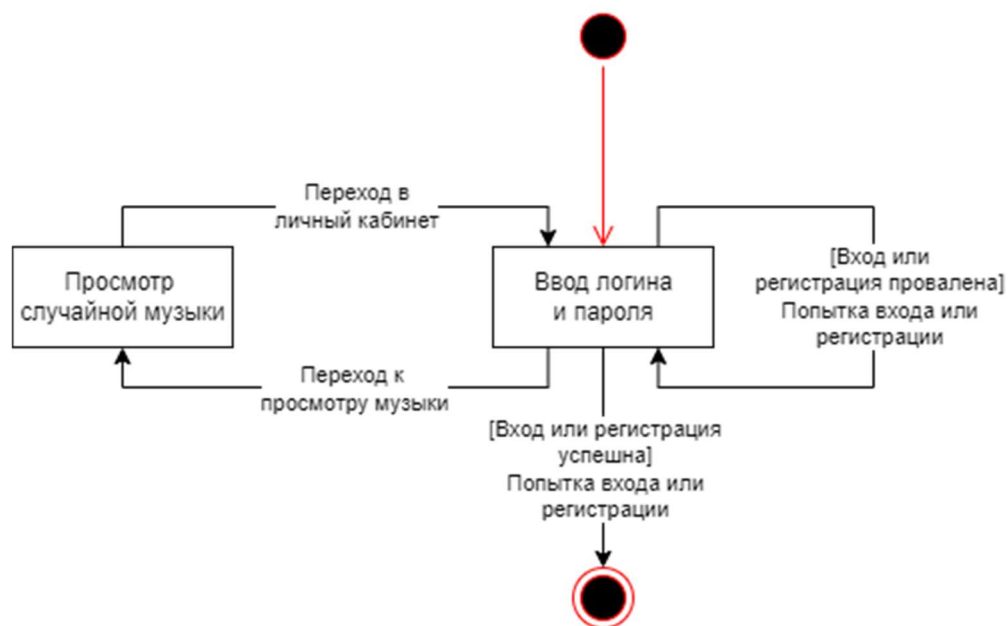 Переход в
личный кабинет
Просмотр
случайной музыки
Ввод логина
и пароля
[Вход или
регистрация провалена]
Попытка входа или
регистрации
Переход к
просмотру музыки
[Вход или регистрация
успешна]
Попытка входа или
регистрации